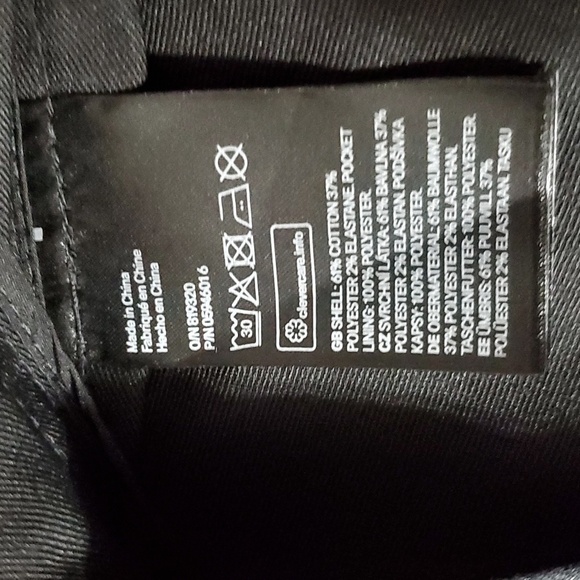 Made in China
Fabriqué en Chine
Hecho en China
O/N 819320
P/N 05946016
30
clevercare.info
GB SHELL: 61% COTTON 37%
POLYESTER 2% ELASTANE. POCKET
LINING: 100% POLYESTER.
CZ SVRCHNÍ LÁTKA: 61% BAVLNA 37%
POLYESTER 2% ELASTAN. PODŠÍVKA
KAPSY: 100% POLYESTER.
DE OBERMATERIAL: 61% BAUMWOLLE
37% POLYESTER 2% ELASTHAN.
TASCHENFUTTER: 100% POLYESTER.
EE ÜMBRIS: 61% PUUVILL 37%
POLÜESTER 2% ELASTAAN. TASKU